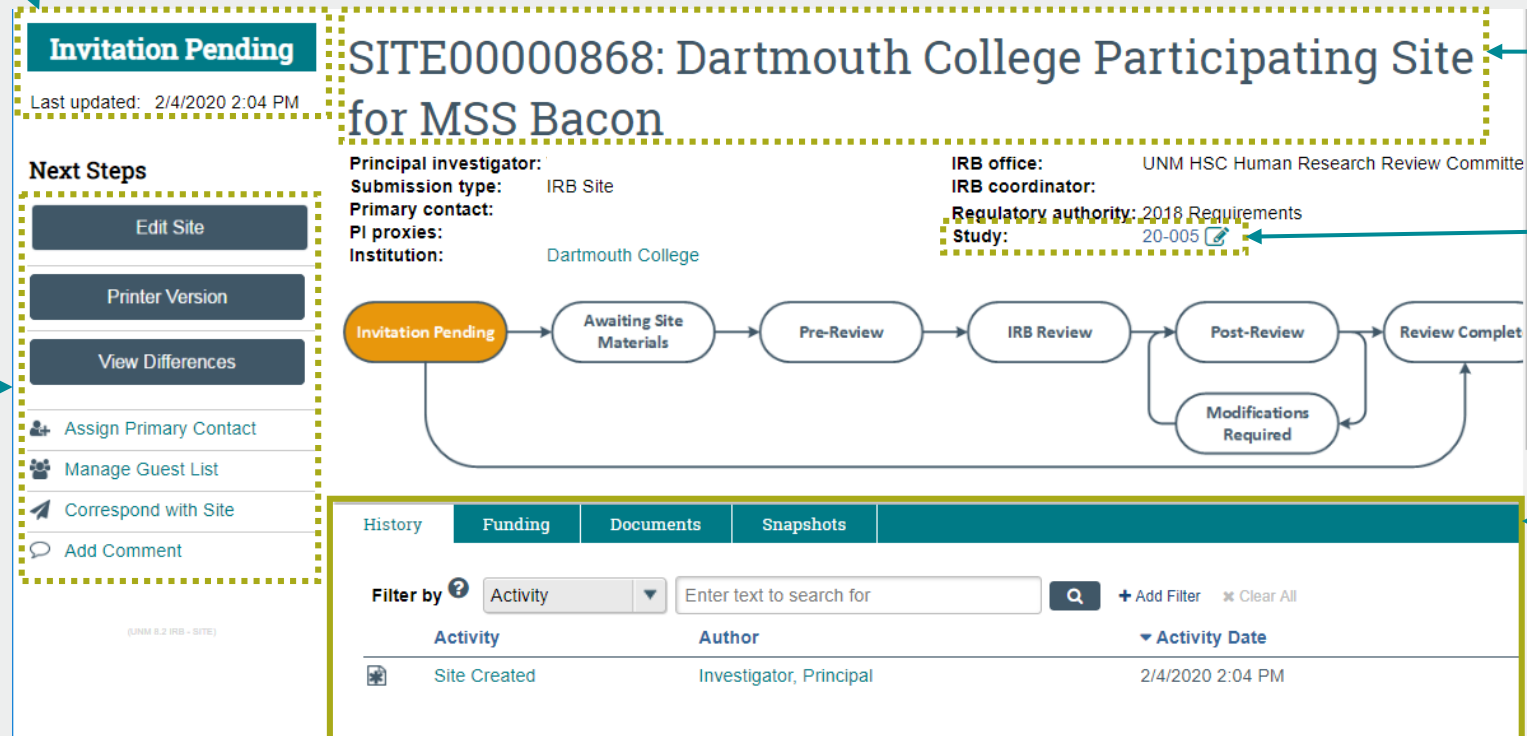 Invitation Pending
Last updated: 2/4/2020 2:04 PM
SITE00000868: Dartmouth College Participating Site
for MSS Bacon
Next Steps
Edit Site
Printer Version
View Differences
Assign Primary Contact
Manage Guest List
Correspond with Site
Add Comment
(UNM 8.2 IRB - SITE)
Principal investigator:
Submission type: IRB Site
Primary contact:
PI proxies:
Institution: Dartmouth College
IRB office: UNM HSC Human Research Review Committe
IRB coordinator:
Regulatory authority: 2018 Requirements
Study: 20-005
Invitation Pending
Awaiting Site
Materials
Pre-Review
IRB Review
Post-Review
Review Complet
Modifications
Required
History Funding Documents Snapshots
Filter by ? Activity Enter text to search for + Add Filter ✖ Clear All
Activity Author Activity Date
Site Created Investigator, Principal 2/4/2020 2:04 PM